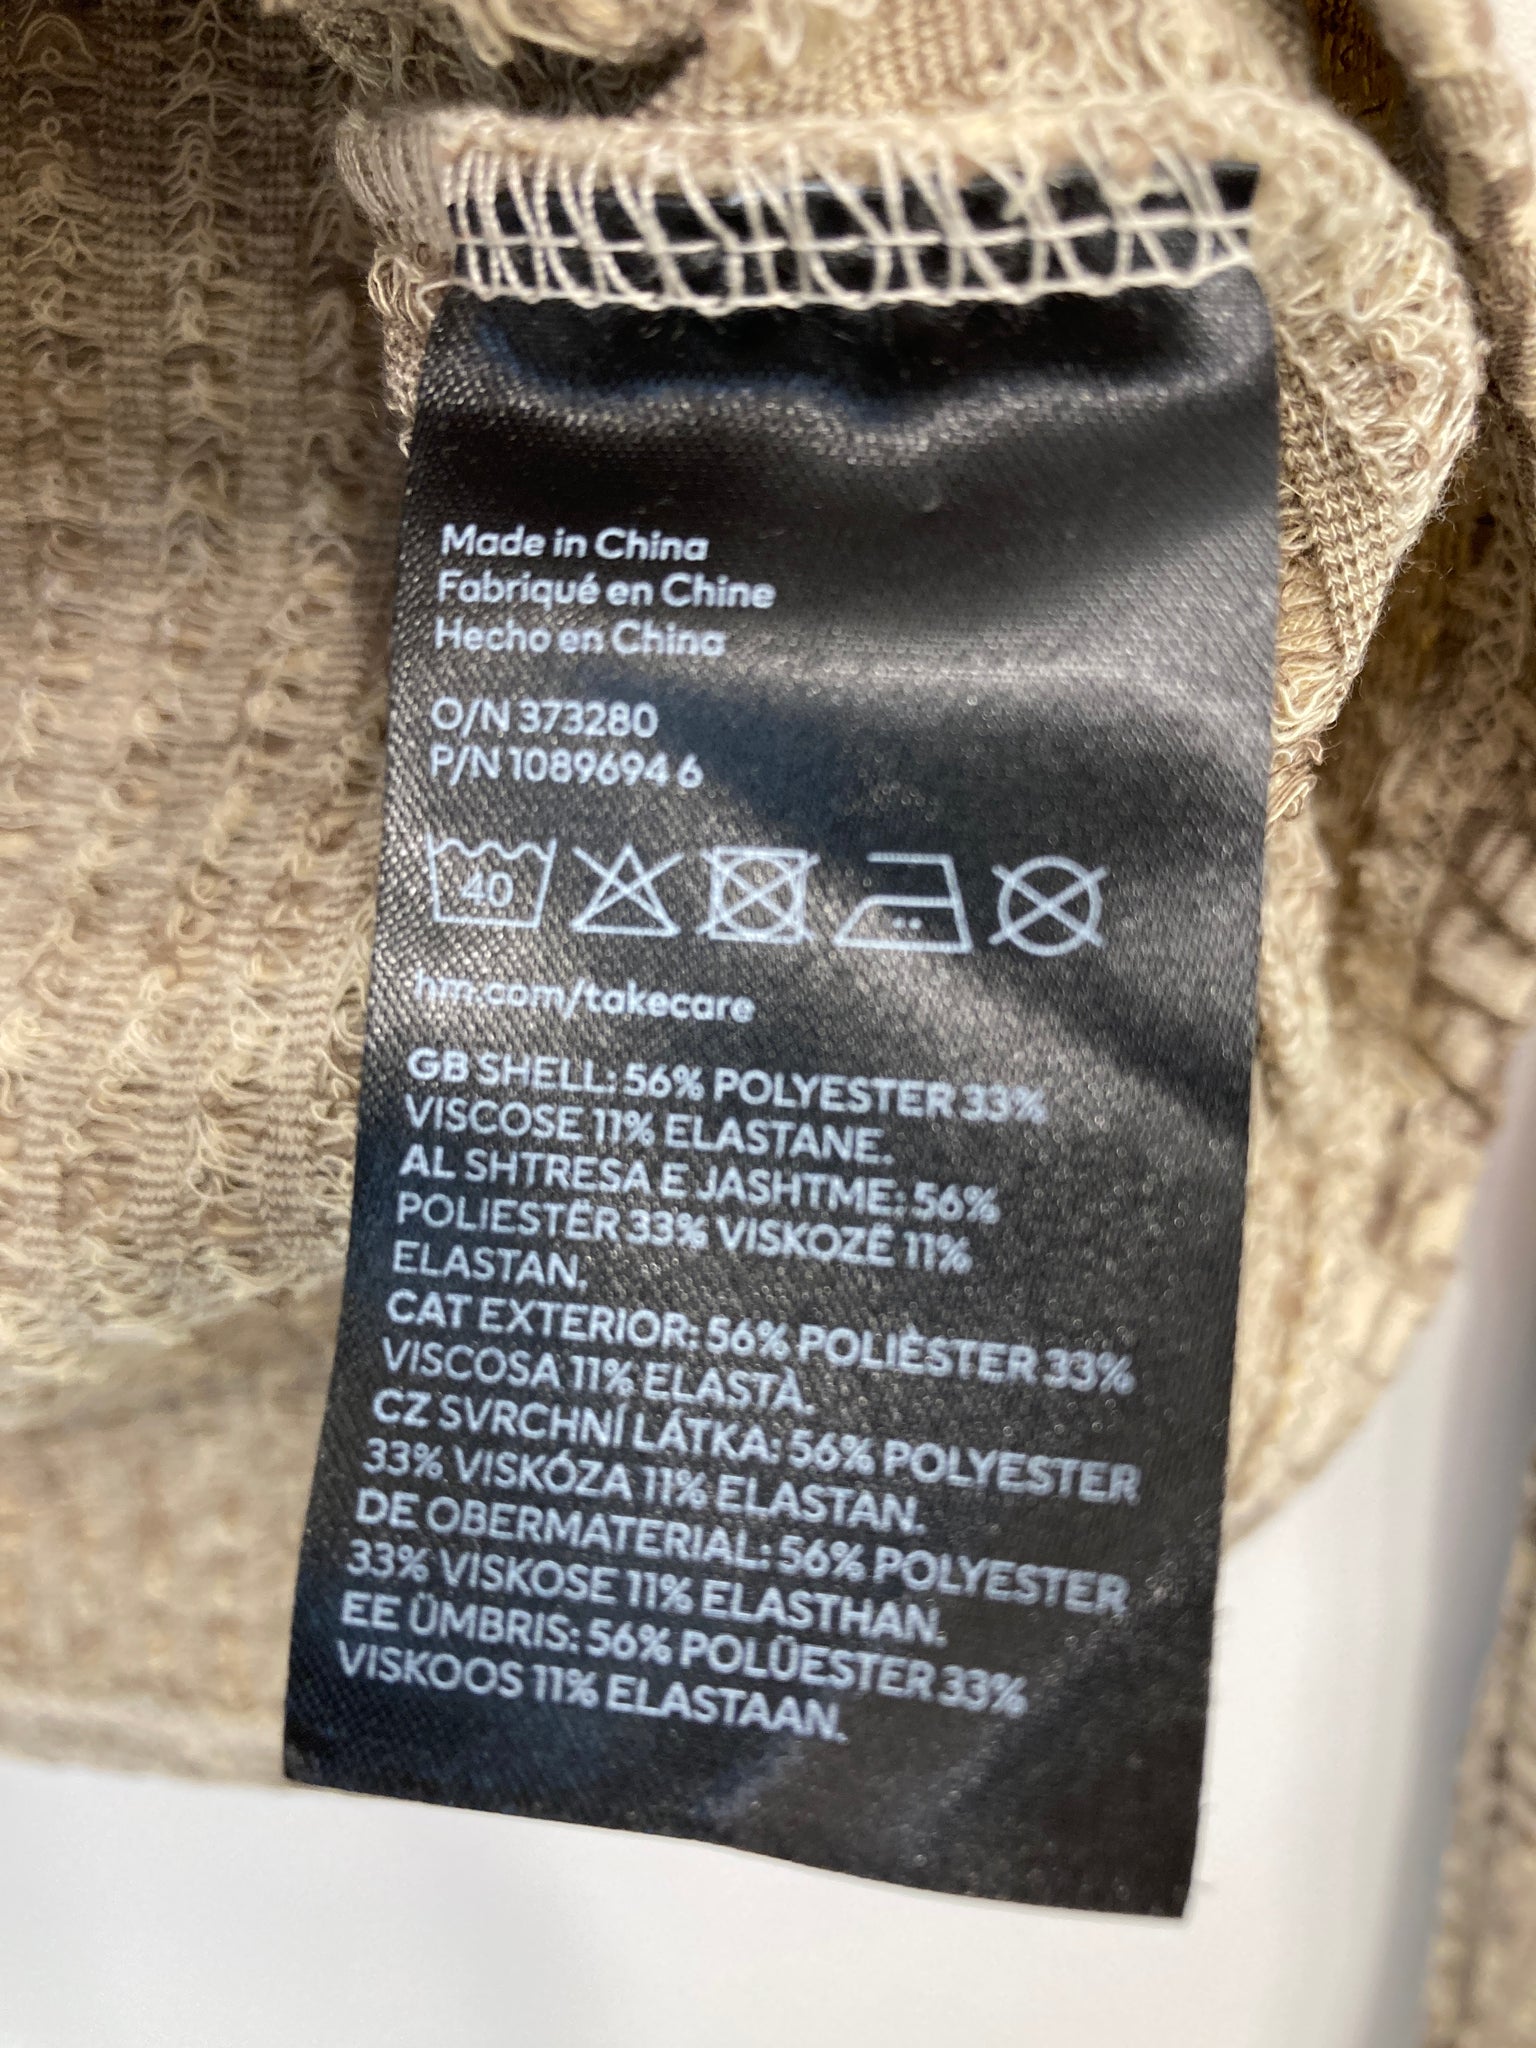 Made in China
Fabriqué en Chine
Hecho en China
O/N 373280
P/N 1089694 6
40
hm.com/takecare
GB SHELL: 56% POLYESTER 33%
VISCOSE 11% ELASTANE.
AL SHTRESA E JASHTME: 56%
POLIESTËR 33% VISKOZË 11%
ELASTAN.
CAT EXTERIOR: 56% POLIÈSTER 33%
VISCOSA 11% ELASTÀ.
CZ SVRCHNÍ LÁTKA: 56% POLYESTER
33% VISKÓZA 11% ELASTAN.
DE OBERMATERIAL: 56% POLYESTER
33% VISKOSE 11% ELASTHAN.
EE ÜMBRIS: 56% POLÜESTER 33%
VISKOOS 11% ELASTAAN.